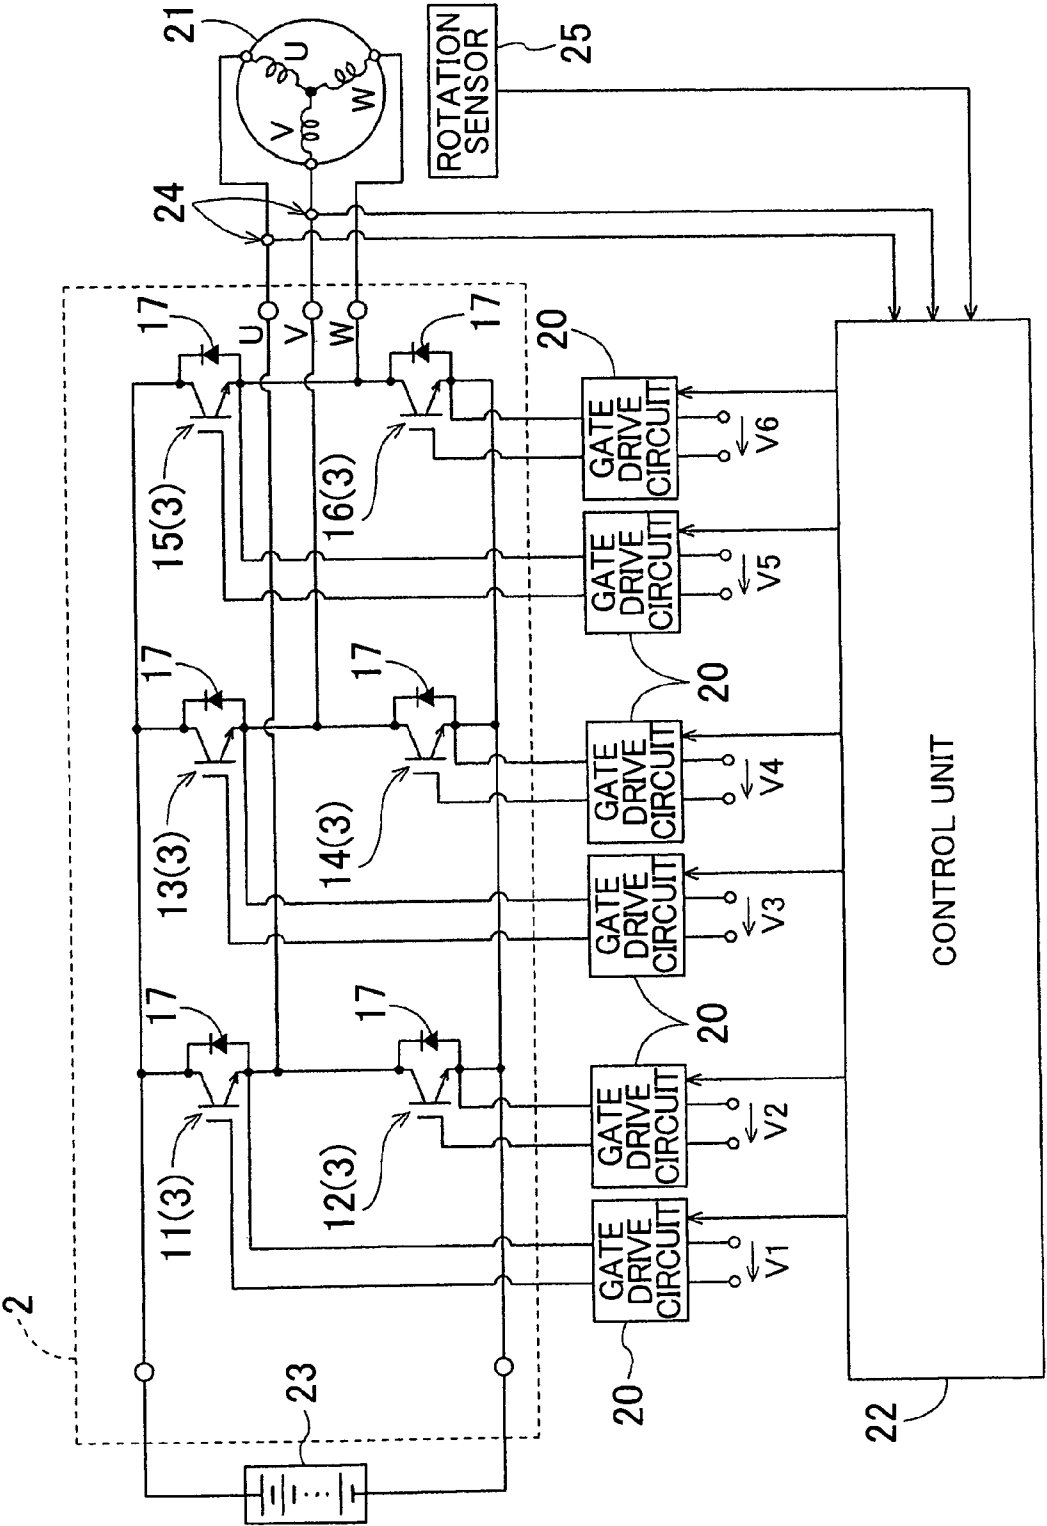 2
23
11(3)
17
12(3)
17
13(3)
17
14(3)
17
15(3)
17
16(3)
17
U
V
W
24
21
U
V
W
ROTATION
SENSOR
25
20
GATE
DRIVE
CIRCUIT
V1
GATE
DRIVE
CIRCUIT
V2
20
GATE
DRIVE
CIRCUIT
V3
GATE
DRIVE
CIRCUIT
V4
20
GATE
DRIVE
CIRCUIT
V5
20
GATE
DRIVE
CIRCUIT
V6
CONTROL UNIT
22